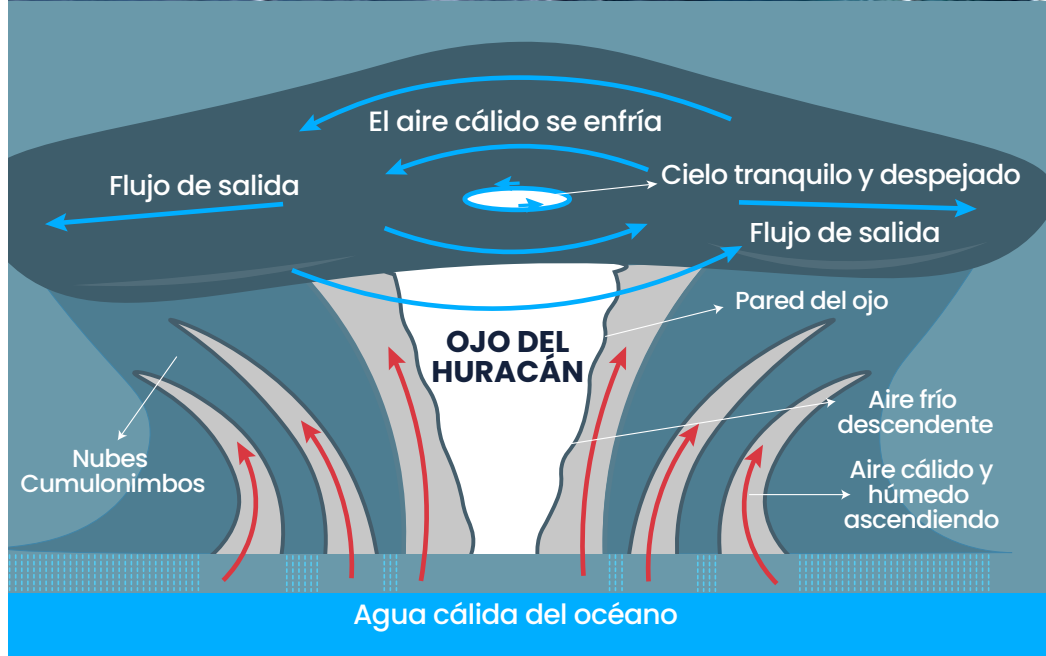 El aire cálido se enfría
Flujo de salida
Cielo tranquilo y despejado
Flujo de salida
Pared del ojo
OJO DEL
HURACÁN
Aire frío
descendente
Nubes
Cumulonimbos
Aire cálido y
húmedo
ascendiendo
Agua cálida del océano